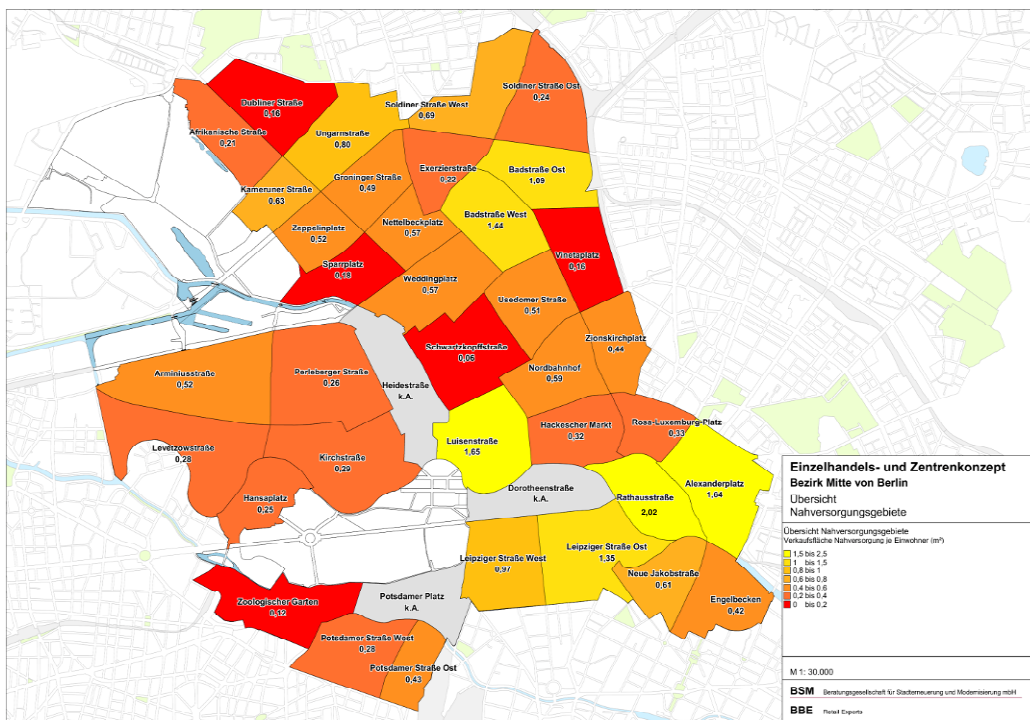 Dubliner Straße
0,16
Afrikanische Straße
0,21
Ungarnstraße
0,80
Soldiner Straße West
0,69
Soldiner Straße Ost
0,24
Kameruner Straße
0,63
Groninger Straße
0,49
Exerzierstraße
0,22
Badstraße Ost
1,09
Zeppelinplatz
0,52
Nettelbeckplatz
0,57
Badstraße West
1,44
Sparrplatz
0,18
Weddingplatz
0,57
Vinetaplatz
0,16
Usedomer Straße
0,51
Schwartzkopffstraße
0,06
Zionskirchplatz
0,44
Nordbahnhof
0,59
Arminiusstraße
0,52
Perleberger Straße
0,26
Heidestraße
k.A.
Levetzowstraße
0,28
Kirchstraße
0,29
Luisenstraße
1,65
Hackescher Markt
0,32
Rosa-Luxemburg-Platz
0,33
Hansaplatz
0,25
Dorotheenstraße
k.A.
Rathausstraße
2,02
Alexanderplatz
1,64
Leipziger Straße West
0,97
Leipziger Straße Ost
1,35
Neue Jakobstraße
0,61
Engelbecken
0,42
Zoologischer Garten
0,12
Potsdamer Platz
k.A.
Potsdamer Straße West
0,28
Potsdamer Straße Ost
0,43
Einzelhandels- und Zentrenkonzept
Bezirk Mitte von Berlin
Übersicht
Nahversorgungsgebiete
Übersicht Nahversorgungsgebiete
Verkaufsfläche Nahversorgung je Einwohner (m²)
1,5 bis 2,5
1 bis 1,5
0,8 bis 1
0,6 bis 0,8
0,4 bis 0,6
0,2 bis 0,4
0 bis 0,2
M 1: 30.000
BSM Beratungsgesellschaft für Stadterneuerung und Modernisierung mbH
BBE Retail Experts